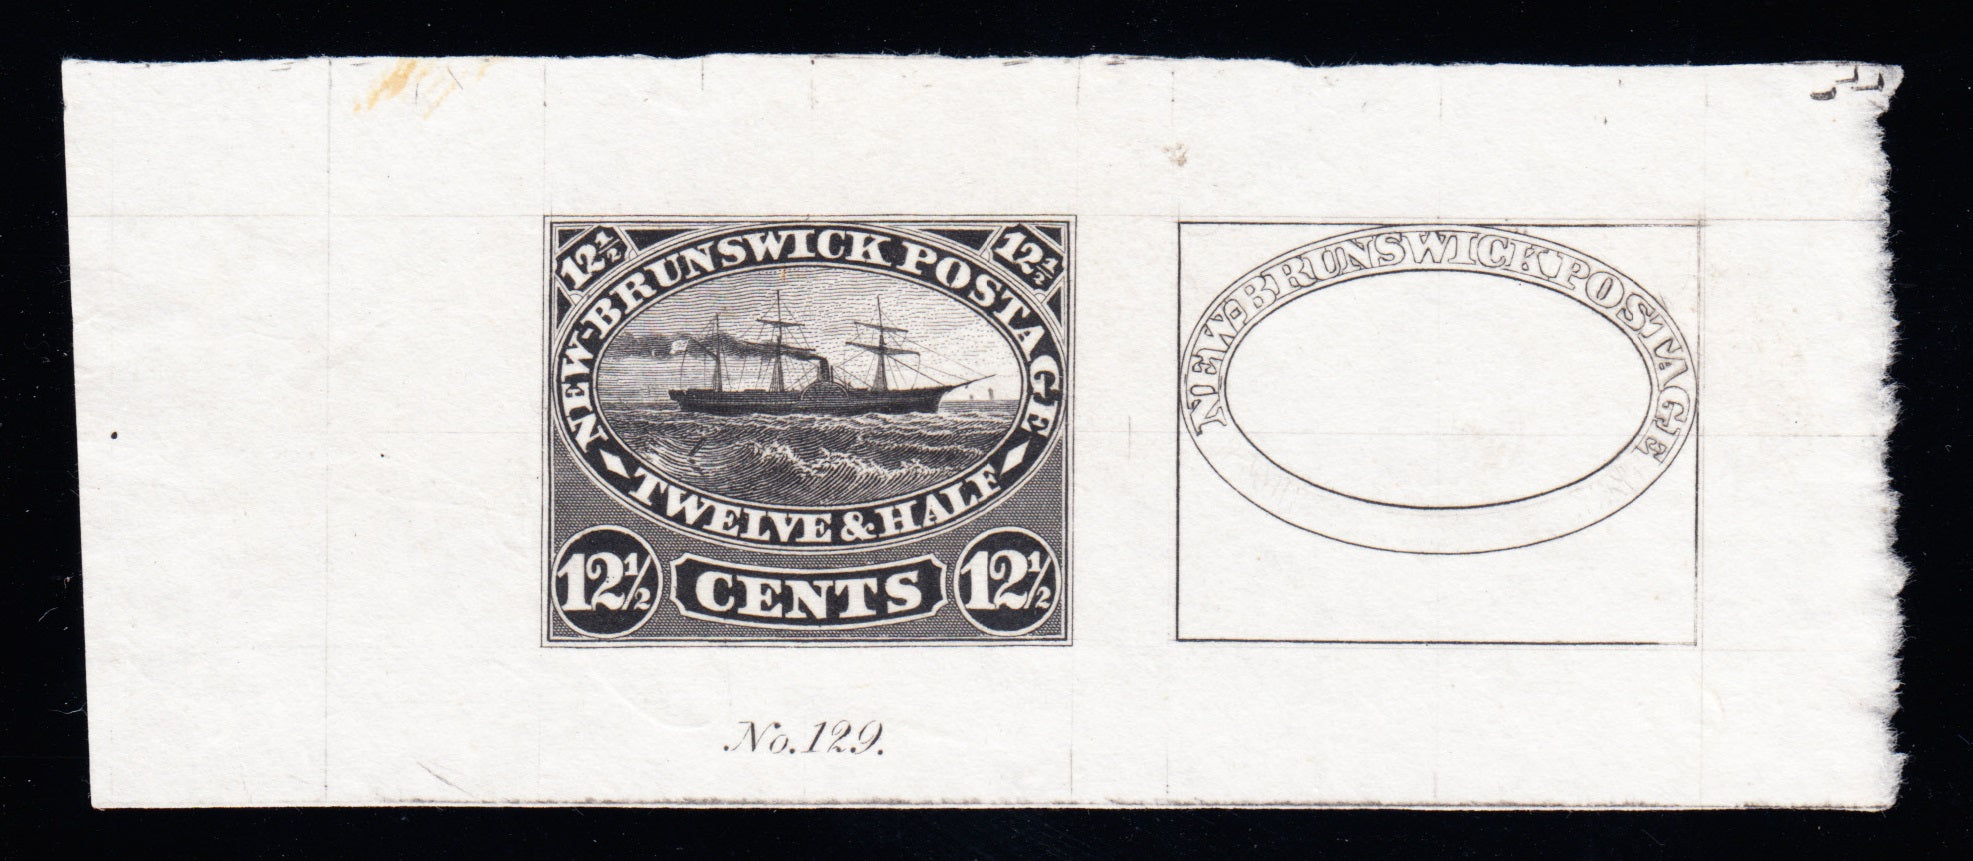 12½ 12½
NEW-BRUNSWICK POSTAGE
TWELVE & HALF
12½ CENTS 12½
No. 129.
NEW-BRUNSWICK POSTAGE